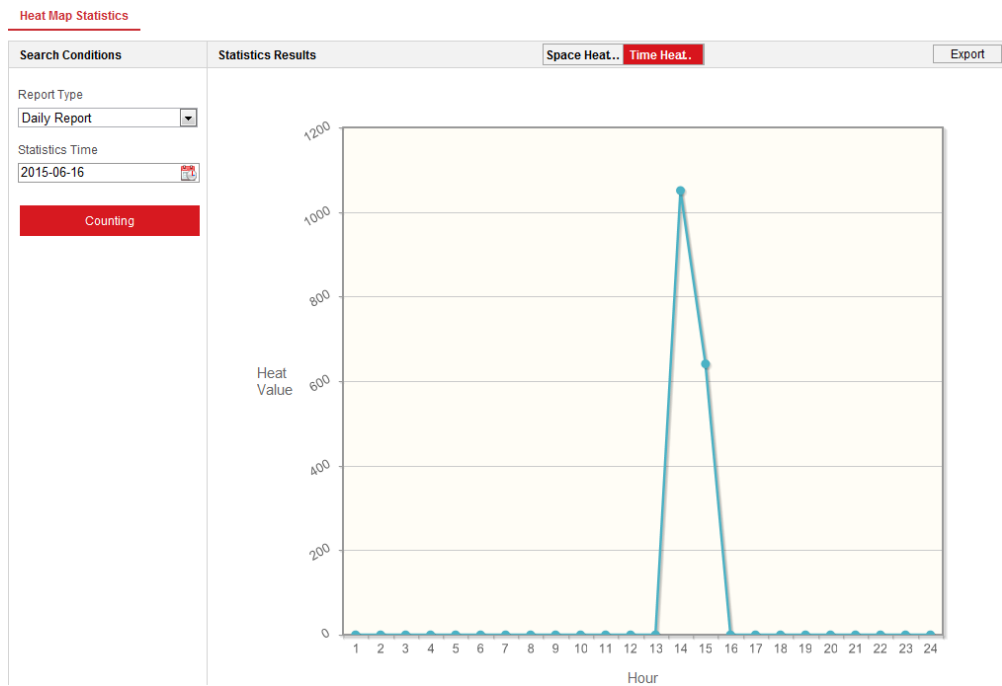 Heat Map Statistics
Search Conditions
Statistics Results
Space Heat...
Time Heat..
Export
Report Type
Daily Report
Statistics Time
2015-06-16
Counting
1200
1000
800
600
400
200
0
Heat
Value
1 2 3 4 5 6 7 8 9 10 11 12 13 14 15 16 17 18 19 20 21 22 23 24
Hour